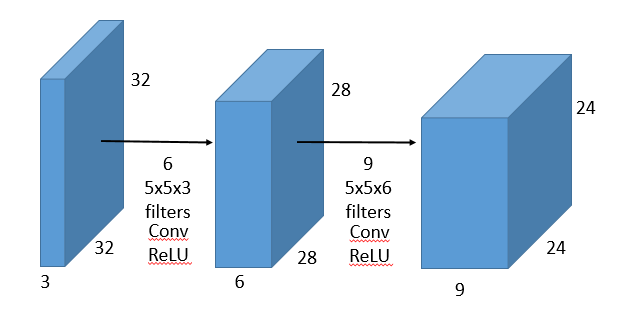 32
32
3
6
5x5x3
filters
Conv
ReLU
28
28
6
9
5x5x6
filters
Conv
ReLU
24
24
9